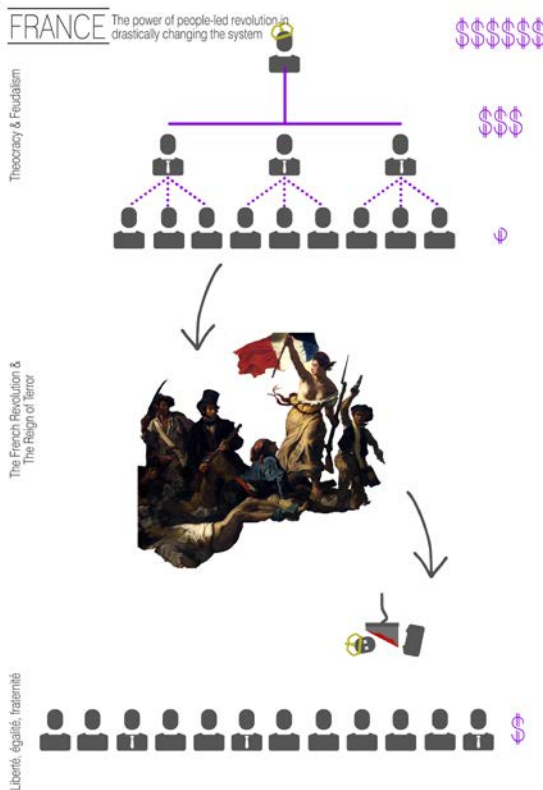 FRANCE
The power of people-led revolution in
drastically changing the system
$$$$$$
Theocracy & Feudalism
$$$
The French Revolution &
The Reign of Terror
Liberté, égalité, fraternité
$